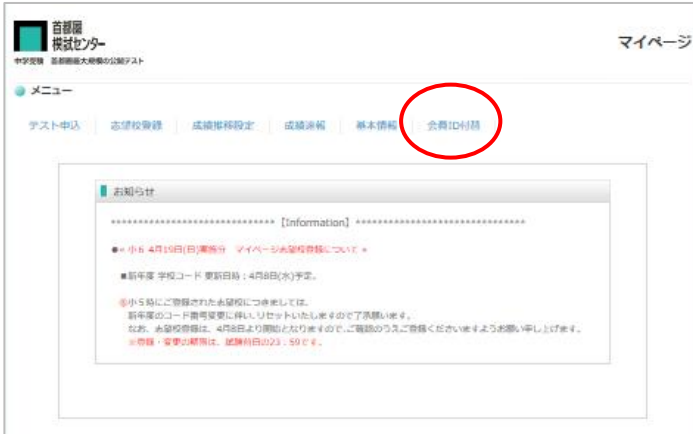 首都圏
模試センター
中学受験 首都圏最大規模の公開テスト
マイページ
メニュー
テスト申込 志望校登録 成績推移設定 成績速報 基本情報 会員ID付替
お知らせ
****************************** 【Information】 *******************************
●＜小６ 4月19日(日)実施分 マイページ志望校登録について＞
■新年度 学校コード 更新日時：4月8日(水)予定。
小５時にご登録された志望校につきましては、
新年度のコード番号変更に伴い、リセットいたしますので了承願います。
なお、志望校登録は、4月8日より開始となりますので、ご確認のうえご登録くださいますようお願い申し上げます。
※登録・変更の期限は、試験前日の23：59です。